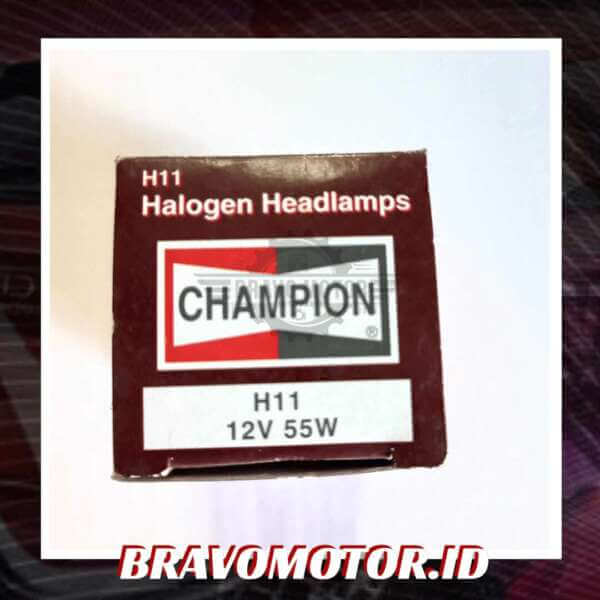 H11
Halogen Headlamps
CHAMPION
®
H11
12V 55W
BRAVOMOTOR.ID